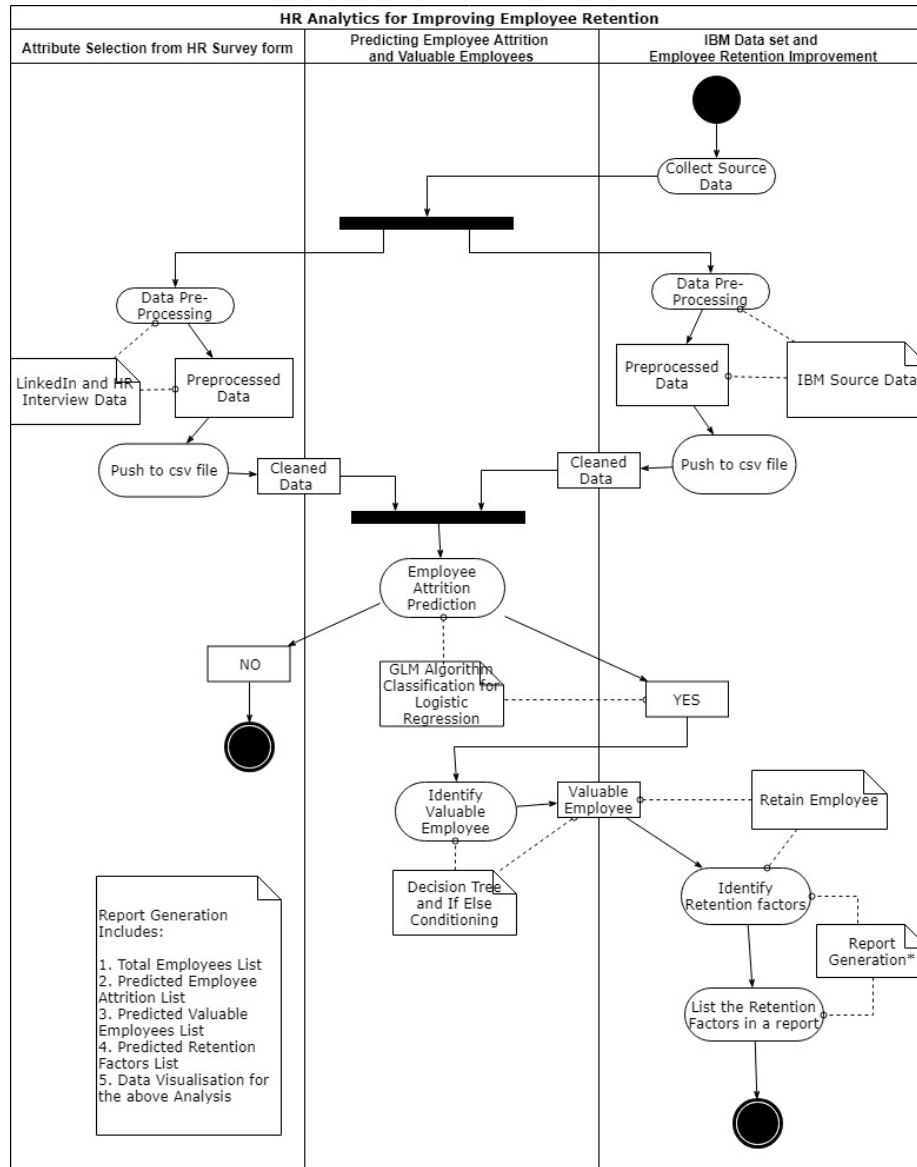 HR Analytics for Improving Employee Retention
Attribute Selection from HR Survey form
Predicting Employee Attrition
and Valuable Employees
IBM Data set and
Employee Retention Improvement
Collect Source
Data
Data Pre-
Processing
Data Pre-
Processing
LinkedIn and HR
Interview Data
Preprocessed
Data
Preprocessed
Data
IBM Source Data
Push to csv file
Cleaned
Data
Cleaned
Data
Push to csv file
Employee
Attrition
Prediction
NO
GLM Algorithm
Classification for
Logistic
Regression
YES
Identify
Valuable
Employee
Valuable
Employee
Retain Employee
Decision Tree
and If Else
Conditioning
Identify
Retention factors
Report
Generation*
List the Retention
Factors in a report
Report Generation
Includes:
1. Total Employees List
2. Predicted Employee
Attrition List
3. Predicted Valuable
Employees List
4. Predicted Retention
Factors List
5. Data Visualisation for
the above Analysis